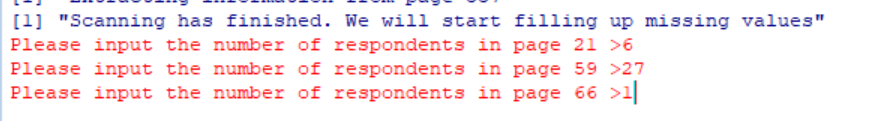 [1] "Scanning has finished. We will start filling up missing values"
Please input the number of respondents in page 21 >6
Please input the number of respondents in page 59 >27
Please input the number of respondents in page 66 >1